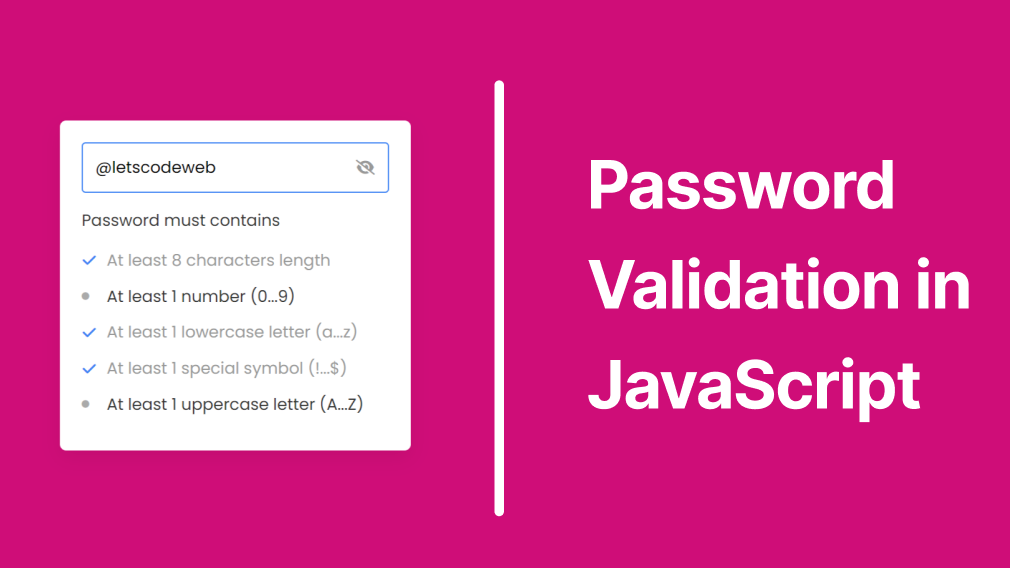 @letscodeweb
Password must contains
At least 8 characters length
At least 1 number (0...9)
At least 1 lowercase letter (a...z)
At least 1 special symbol (!...$)
At least 1 uppercase letter (A...Z)
Password
Validation in
JavaScript